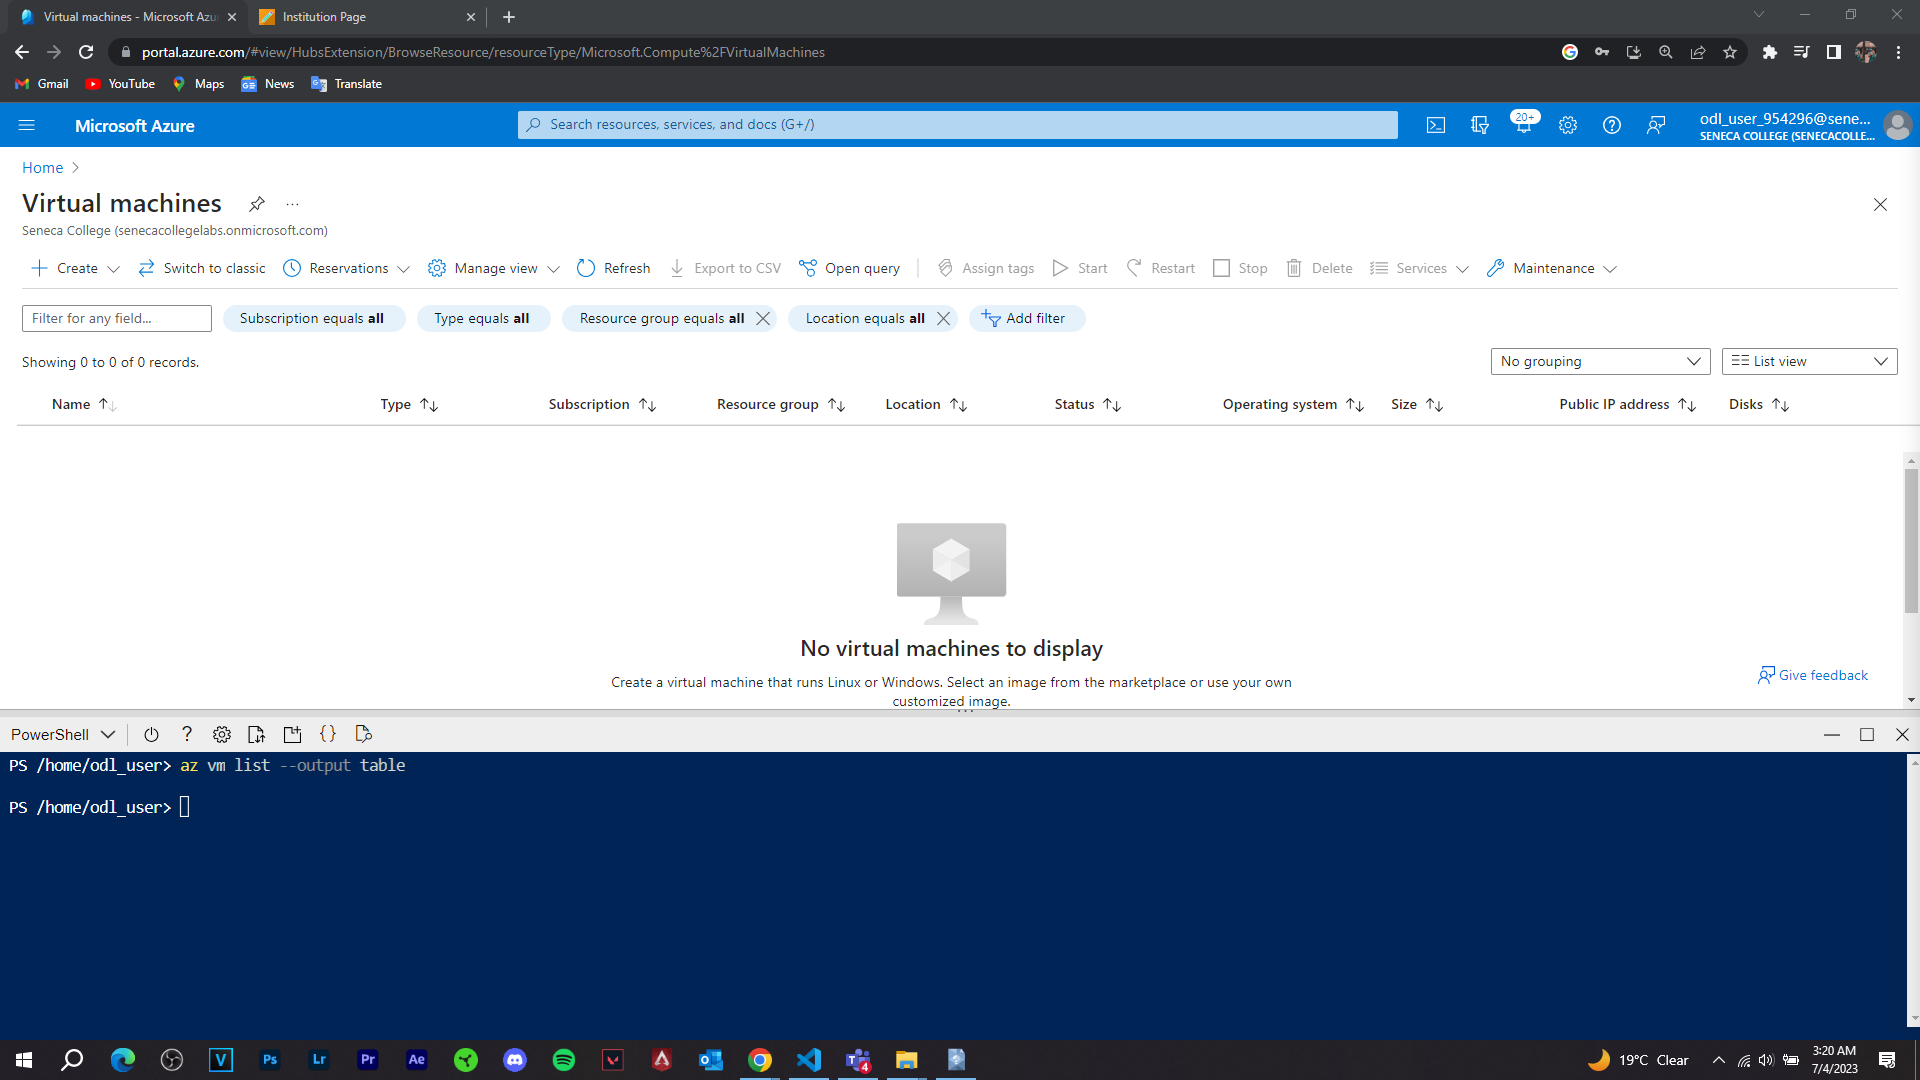 Virtual machines - Microsoft Azu
Institution Page
portal.azure.com/#view/HubsExtension/BrowseResource/resourceType/Microsoft.Compute%2FVirtualMachines
Gmail
YouTube
Maps
News
Translate
Microsoft Azure
Search resources, services, and docs (G+/)
20+
odl_user_954296@sene...
SENECA COLLEGE (SENECACOLLE...
Home
Virtual machines
Seneca College (senecacollegelabs.onmicrosoft.com)
Create
Switch to classic
Reservations
Manage view
Refresh
Export to CSV
Open query
Assign tags
Start
Restart
Stop
Delete
Services
Maintenance
Filter for any field...
Subscription equals all
Type equals all
Resource group equals all
Location equals all
Add filter
Showing 0 to 0 of 0 records.
No grouping
List view
Name
Type
Subscription
Resource group
Location
Status
Operating system
Size
Public IP address
Disks
No virtual machines to display
Create a virtual machine that runs Linux or Windows. Select an image from the marketplace or use your own
customized image.
Give feedback
PowerShell
PS /home/odl_user> az vm list --output table
PS /home/odl_user>
V
Ps
Lr
Pr
Ae
4
19°C Clear
3:20 AM
7/4/2023